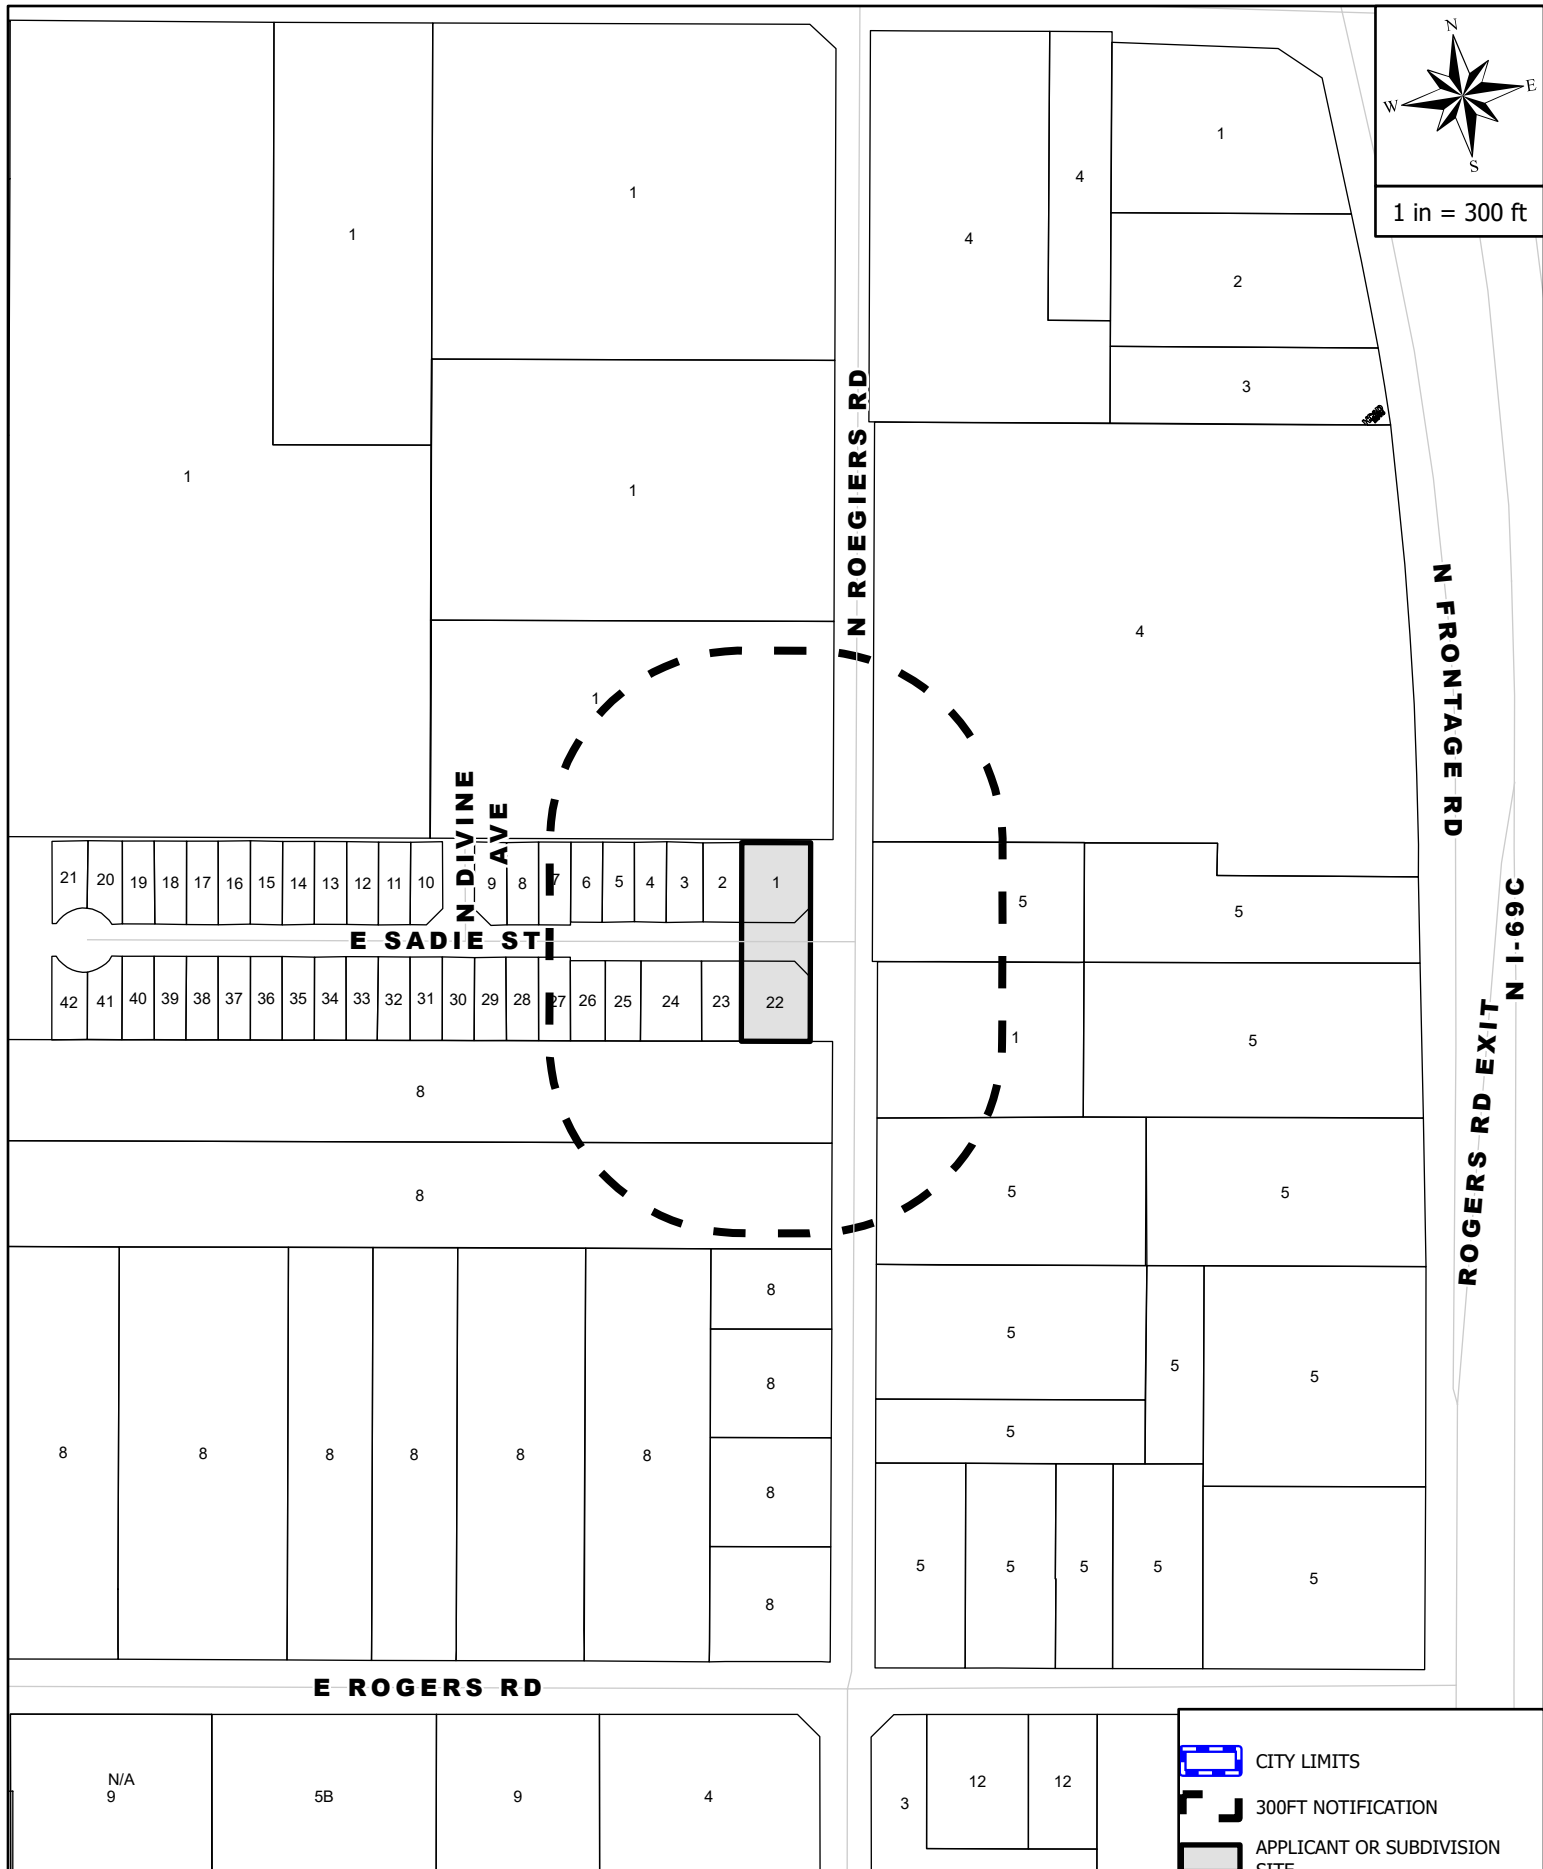 N
E
W
S
1 in = 300 ft
1
1
1
4
4
1
2
3
1
1
N ROEGIERS RD
4
N FRONTAGE RD
1
N DIVINE
AVE
21 20 19 18 17 16 15 14 13 12 11 10 9 8 7 6 5 4 3 2 1
5
5
N I-69C
E SADIE ST
42 41 40 39 38 37 36 35 34 33 32 31 30 29 28 27 26 25 24 23 22
1
5
ROGERS RD EXIT
8
8
5
5
8
5
5
5
8
5
8 8 8 8 8 8
8
8
5 5 5 5 5
E ROGERS RD
N/A
9
5B
9
4
3
12
12
CITY LIMITS
300FT NOTIFICATION
APPLICANT OR SUBDIVISION
SITE